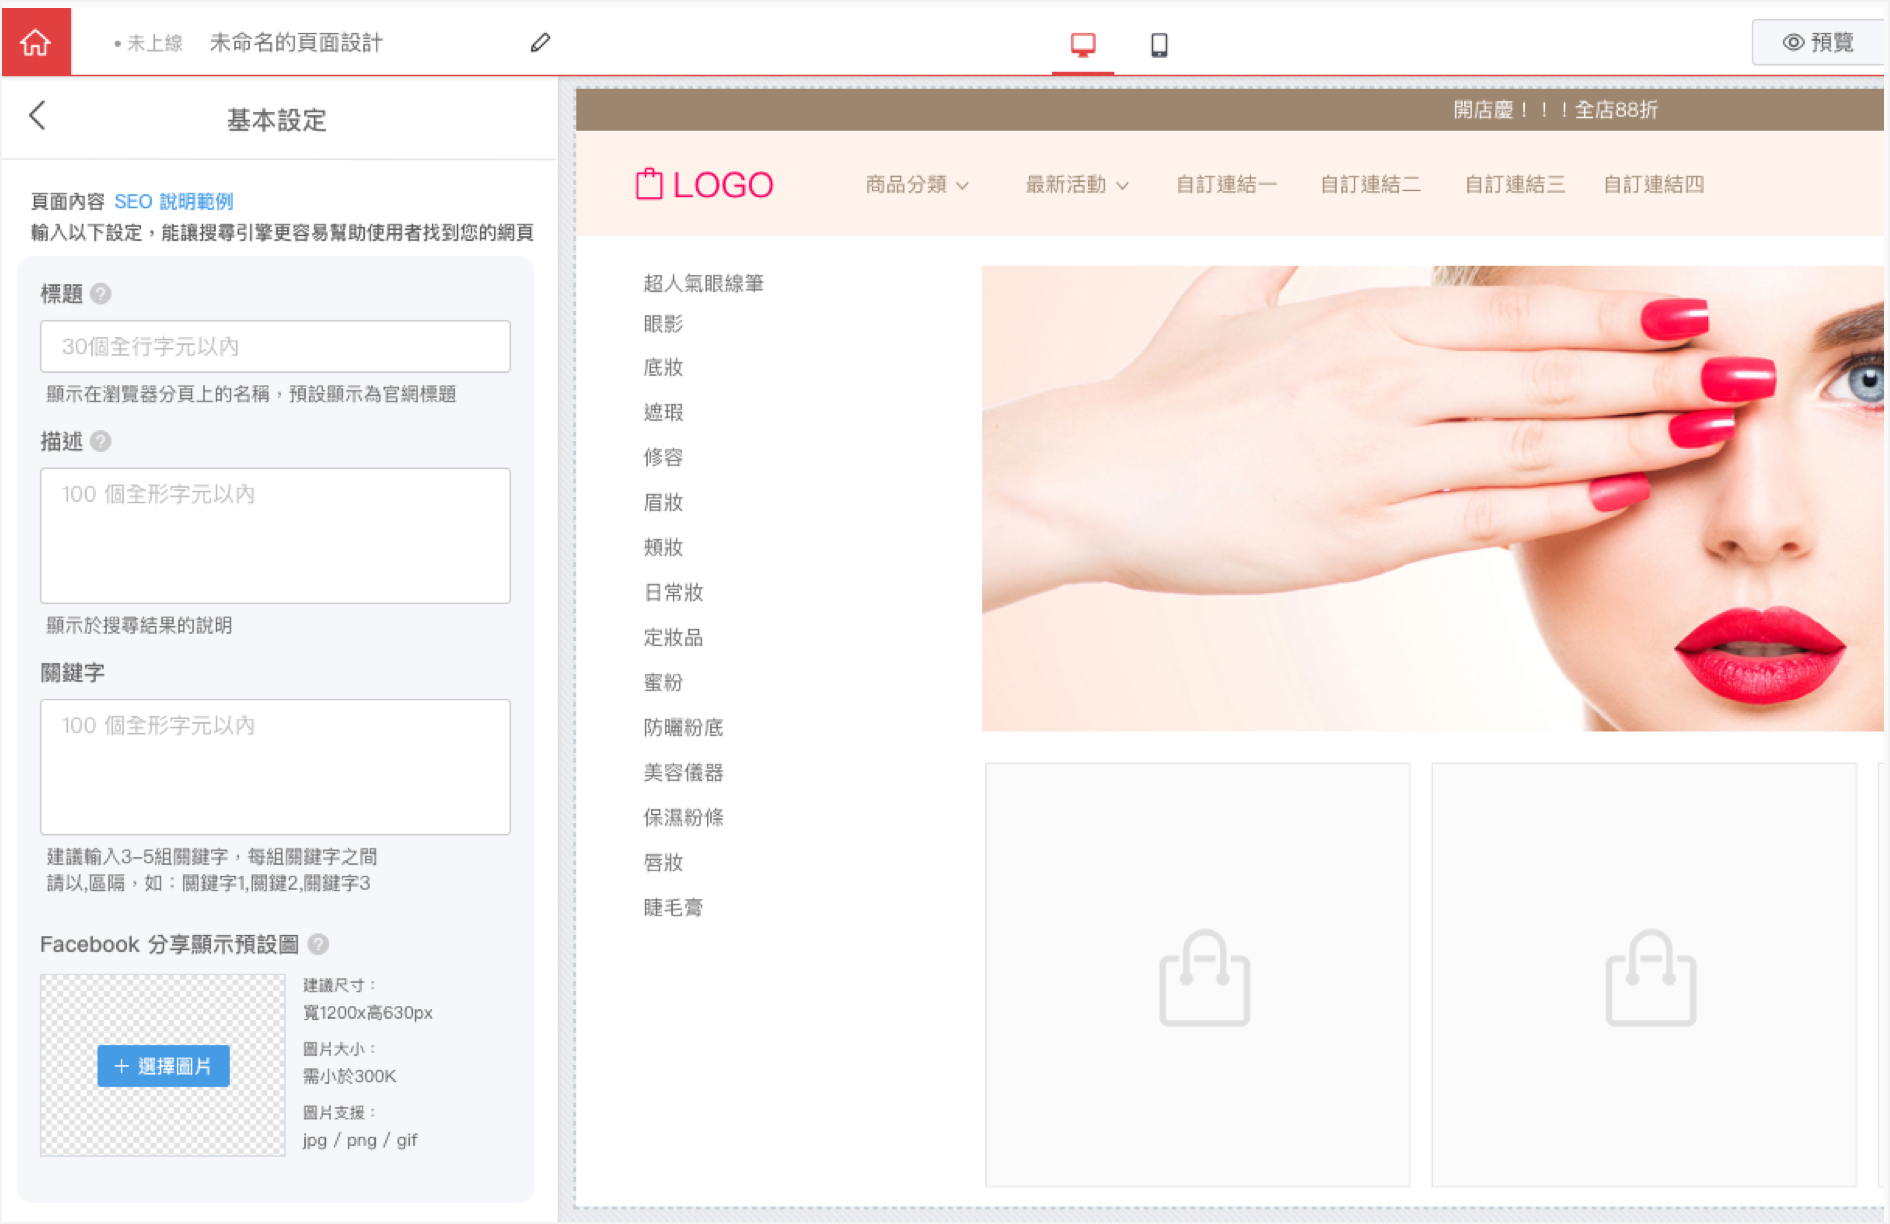 • 未上線 未命名的頁面設計
預覽
基本設定
頁面內容 SEO 說明範例
輸入以下設定，能讓搜尋引擎更容易幫助使用者找到您的網頁
標題 ?
30個全行字元以內
顯示在瀏覽器分頁上的名稱，預設顯示為官網標題
描述 ?
100 個全形字元以內
顯示於搜尋結果的說明
關鍵字
100 個全形字元以內
建議輸入3-5組關鍵字，每組關鍵字之間
請以,區隔，如：關鍵字1,關鍵2,關鍵字3
Facebook 分享顯示預設圖 ?
+ 選擇圖片
建議尺寸：
寬1200x高630px
圖片大小：
需小於300K
圖片支援：
jpg / png / gif
開店慶！！！全店88折
LOGO
商品分類
最新活動
自訂連結一
自訂連結二
自訂連結三
自訂連結四
超人氣眼線筆
眼影
底妝
遮瑕
修容
眉妝
頰妝
日常妝
定妝品
蜜粉
防曬粉底
美容儀器
保濕粉條
唇妝
睫毛膏